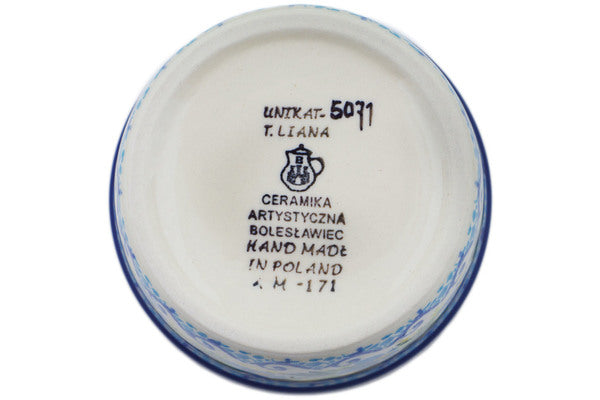 UNIKAT-5071
T.LIANA
B
CERAMIKA
ARTYSTYCZNA
BOLESŁAWIEC
HAND MADE
IN POLAND
A M -171